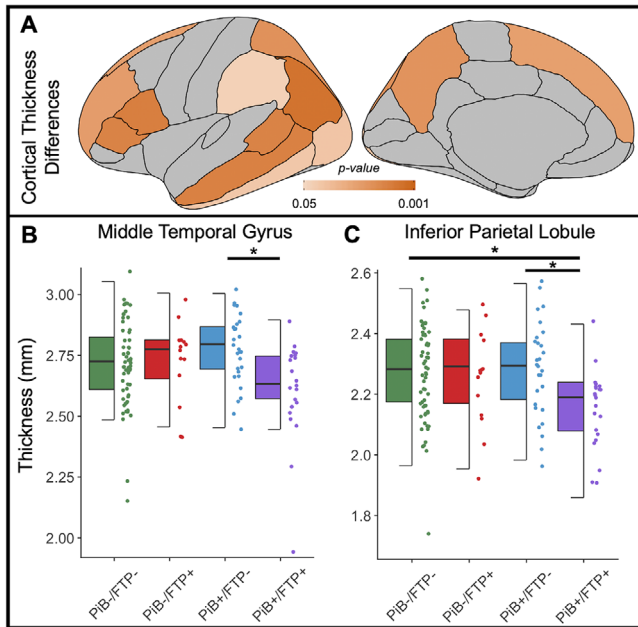 A
Cortical Thickness
Differences
p-value
0.05 0.001
B Middle Temporal Gyrus
*
Thickness (mm)
3.00
2.75
2.50
2.25
2.00
PiB-/FTP-
PiB-/FTP+
PiB+/FTP-
PiB+/FTP+
C Inferior Parietal Lobule
*
*
2.6
2.4
2.2
2.0
1.8
PiB-/FTP-
PiB-/FTP+
PiB+/FTP-
PiB+/FTP+